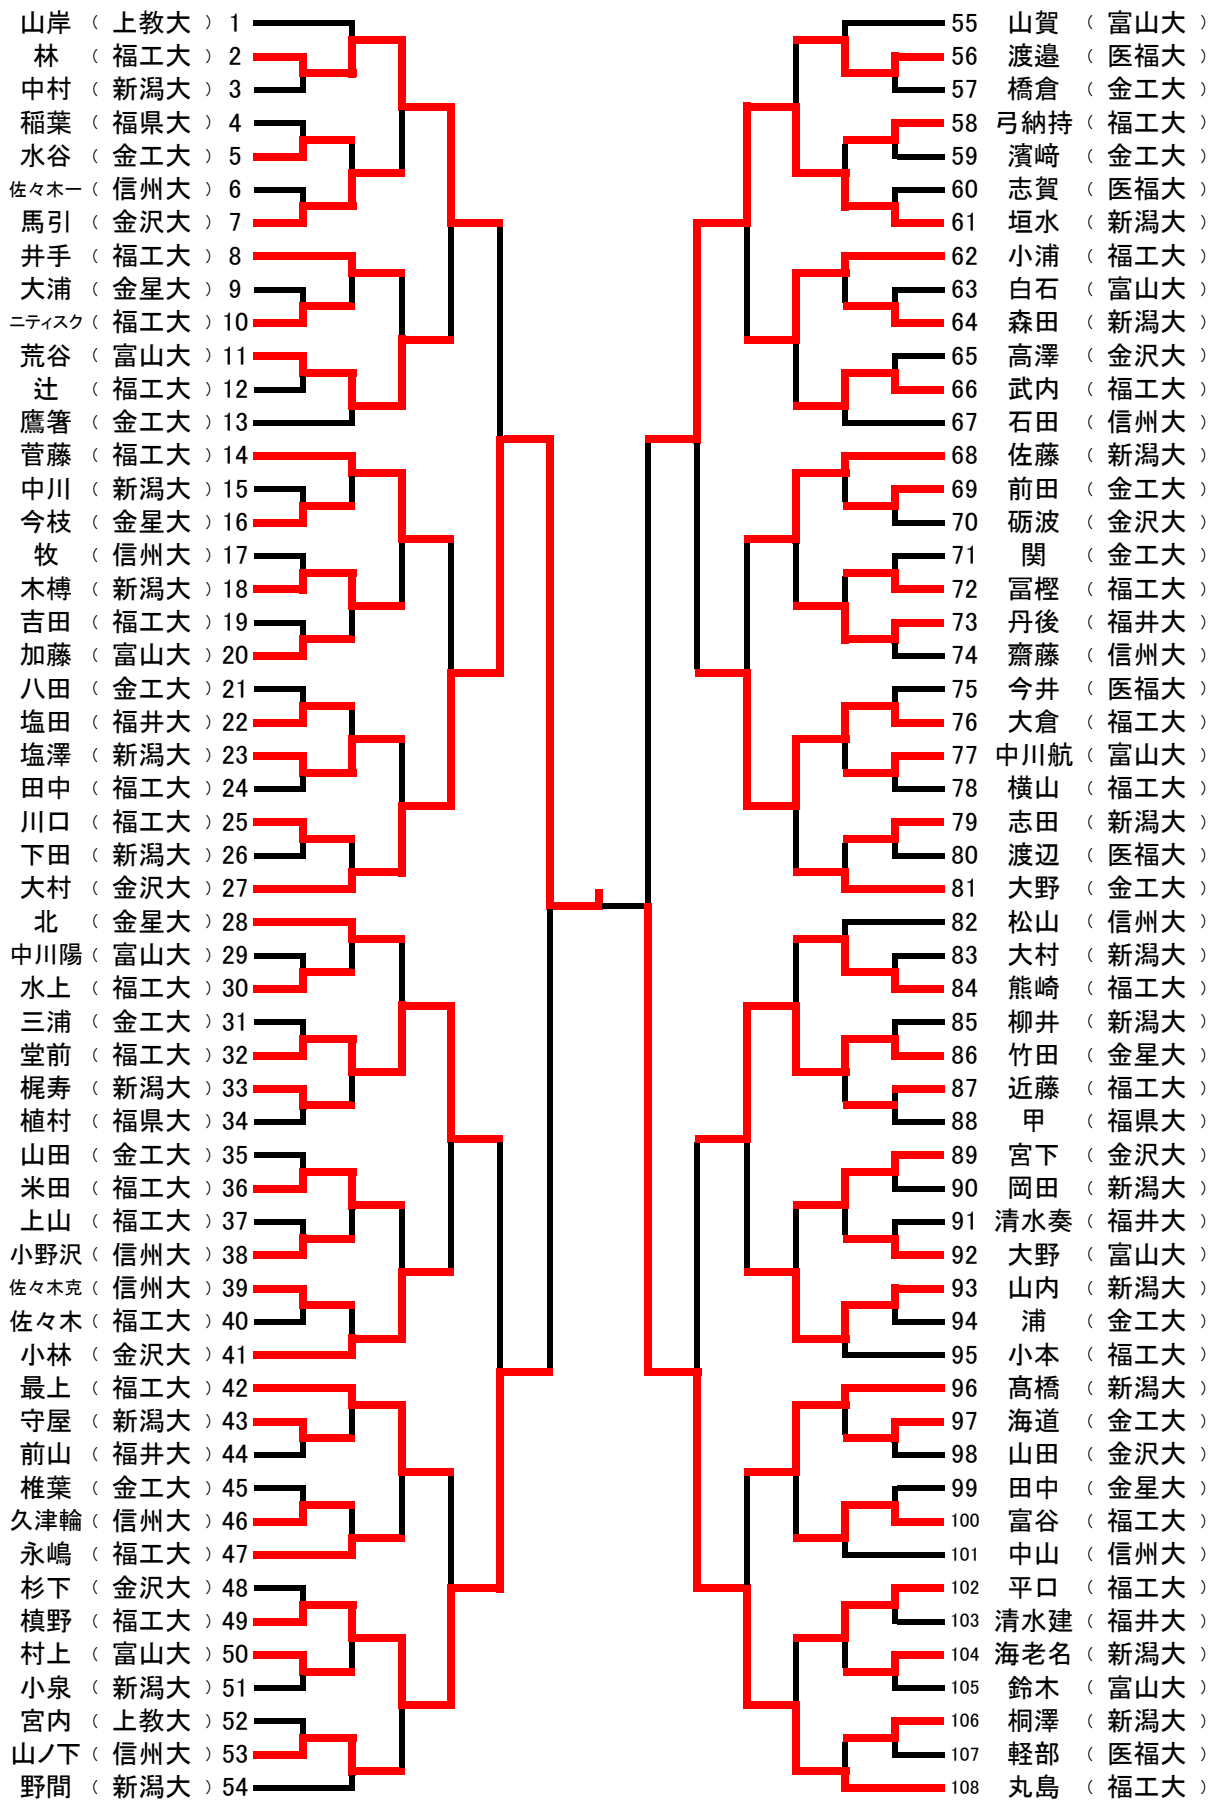 山岸 （ 上教大 ） 1
林 （ 福工大 ） 2
中村 （ 新潟大 ） 3
稲葉 （ 福県大 ） 4
水谷 （ 金工大 ） 5
佐々木一 （ 信州大 ） 6
馬引 （ 金沢大 ） 7
井手 （ 福工大 ） 8
大浦 （ 金星大 ） 9
ニティスク （ 福工大 ） 10
荒谷 （ 富山大 ） 11
辻 （ 福工大 ） 12
鷹箸 （ 金工大 ） 13
菅藤 （ 福工大 ） 14
中川 （ 新潟大 ） 15
今枝 （ 金星大 ） 16
牧 （ 信州大 ） 17
木榑 （ 新潟大 ） 18
吉田 （ 福工大 ） 19
加藤 （ 富山大 ） 20
八田 （ 金工大 ） 21
塩田 （ 福井大 ） 22
塩澤 （ 新潟大 ） 23
田中 （ 福工大 ） 24
川口 （ 福工大 ） 25
下田 （ 新潟大 ） 26
大村 （ 金沢大 ） 27
北 （ 金星大 ） 28
中川陽 （ 富山大 ） 29
水上 （ 福工大 ） 30
三浦 （ 金工大 ） 31
堂前 （ 福工大 ） 32
梶寿 （ 新潟大 ） 33
植村 （ 福県大 ） 34
山田 （ 金工大 ） 35
米田 （ 福工大 ） 36
上山 （ 福工大 ） 37
小野沢 （ 信州大 ） 38
佐々木克 （ 信州大 ） 39
佐々木 （ 福工大 ） 40
小林 （ 金沢大 ） 41
最上 （ 福工大 ） 42
守屋 （ 新潟大 ） 43
前山 （ 福井大 ） 44
椎葉 （ 金工大 ） 45
久津輪 （ 信州大 ） 46
永嶋 （ 福工大 ） 47
杉下 （ 金沢大 ） 48
槙野 （ 福工大 ） 49
村上 （ 富山大 ） 50
小泉 （ 新潟大 ） 51
宮内 （ 上教大 ） 52
山ノ下 （ 信州大 ） 53
野間 （ 新潟大 ） 54
55 山賀 （ 富山大 ）
56 渡邉 （ 医福大 ）
57 橋倉 （ 金工大 ）
58 弓納持 （ 福工大 ）
59 濱﨑 （ 金工大 ）
60 志賀 （ 医福大 ）
61 垣水 （ 新潟大 ）
62 小浦 （ 福工大 ）
63 白石 （ 富山大 ）
64 森田 （ 新潟大 ）
65 高澤 （ 金沢大 ）
66 武内 （ 福工大 ）
67 石田 （ 信州大 ）
68 佐藤 （ 新潟大 ）
69 前田 （ 金工大 ）
70 砺波 （ 金沢大 ）
71 関 （ 金工大 ）
72 冨樫 （ 福工大 ）
73 丹後 （ 福井大 ）
74 齋藤 （ 信州大 ）
75 今井 （ 医福大 ）
76 大倉 （ 福工大 ）
77 中川航 （ 富山大 ）
78 横山 （ 福工大 ）
79 志田 （ 新潟大 ）
80 渡辺 （ 医福大 ）
81 大野 （ 金工大 ）
82 松山 （ 信州大 ）
83 大村 （ 新潟大 ）
84 熊崎 （ 福工大 ）
85 柳井 （ 新潟大 ）
86 竹田 （ 金星大 ）
87 近藤 （ 福工大 ）
88 甲 （ 福県大 ）
89 宮下 （ 金沢大 ）
90 岡田 （ 新潟大 ）
91 清水奏 （ 福井大 ）
92 大野 （ 富山大 ）
93 山内 （ 新潟大 ）
94 浦 （ 金工大 ）
95 小本 （ 福工大 ）
96 髙橋 （ 新潟大 ）
97 海道 （ 金工大 ）
98 山田 （ 金沢大 ）
99 田中 （ 金星大 ）
100 富谷 （ 福工大 ）
101 中山 （ 信州大 ）
102 平口 （ 福工大 ）
103 清水建 （ 福井大 ）
104 海老名 （ 新潟大 ）
105 鈴木 （ 富山大 ）
106 桐澤 （ 新潟大 ）
107 軽部 （ 医福大 ）
108 丸島 （ 福工大 ）